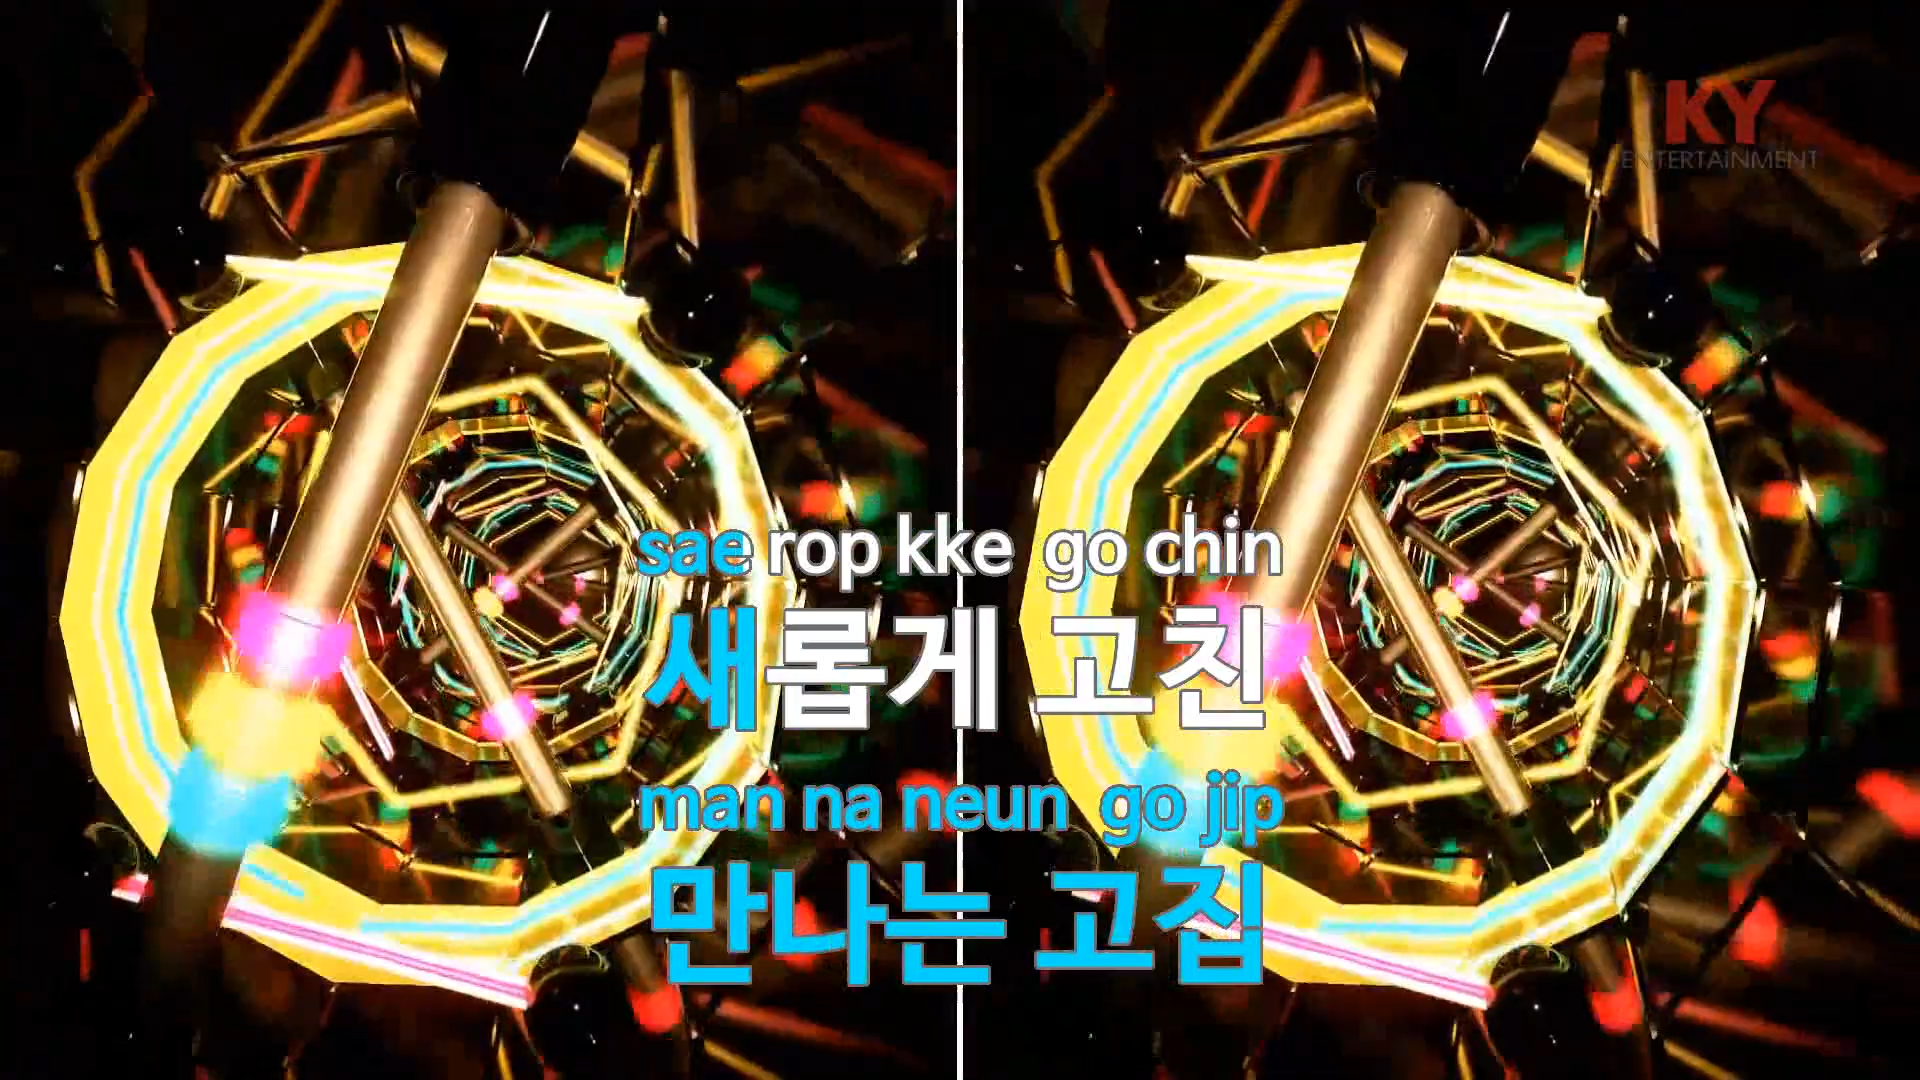 KY
ENTERTAiNMENT
sae rop kke go chin
새롭게 고친
man na neun go jip
만나는 고집